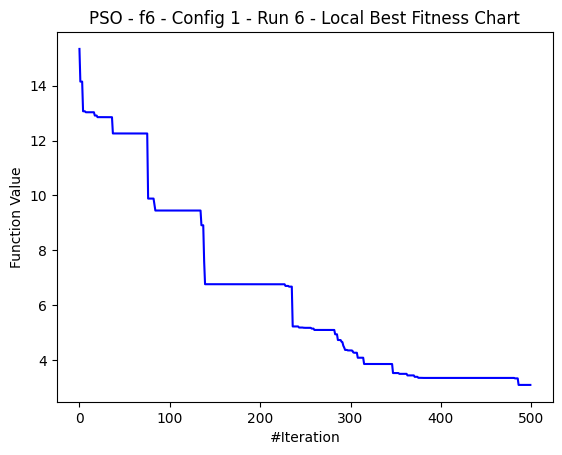 PSO - f6 - Config 1 - Run 6 - Local Best Fitness Chart
Function Value
14
12
10
8
6
4
0 100 200 300 400 500
#Iteration